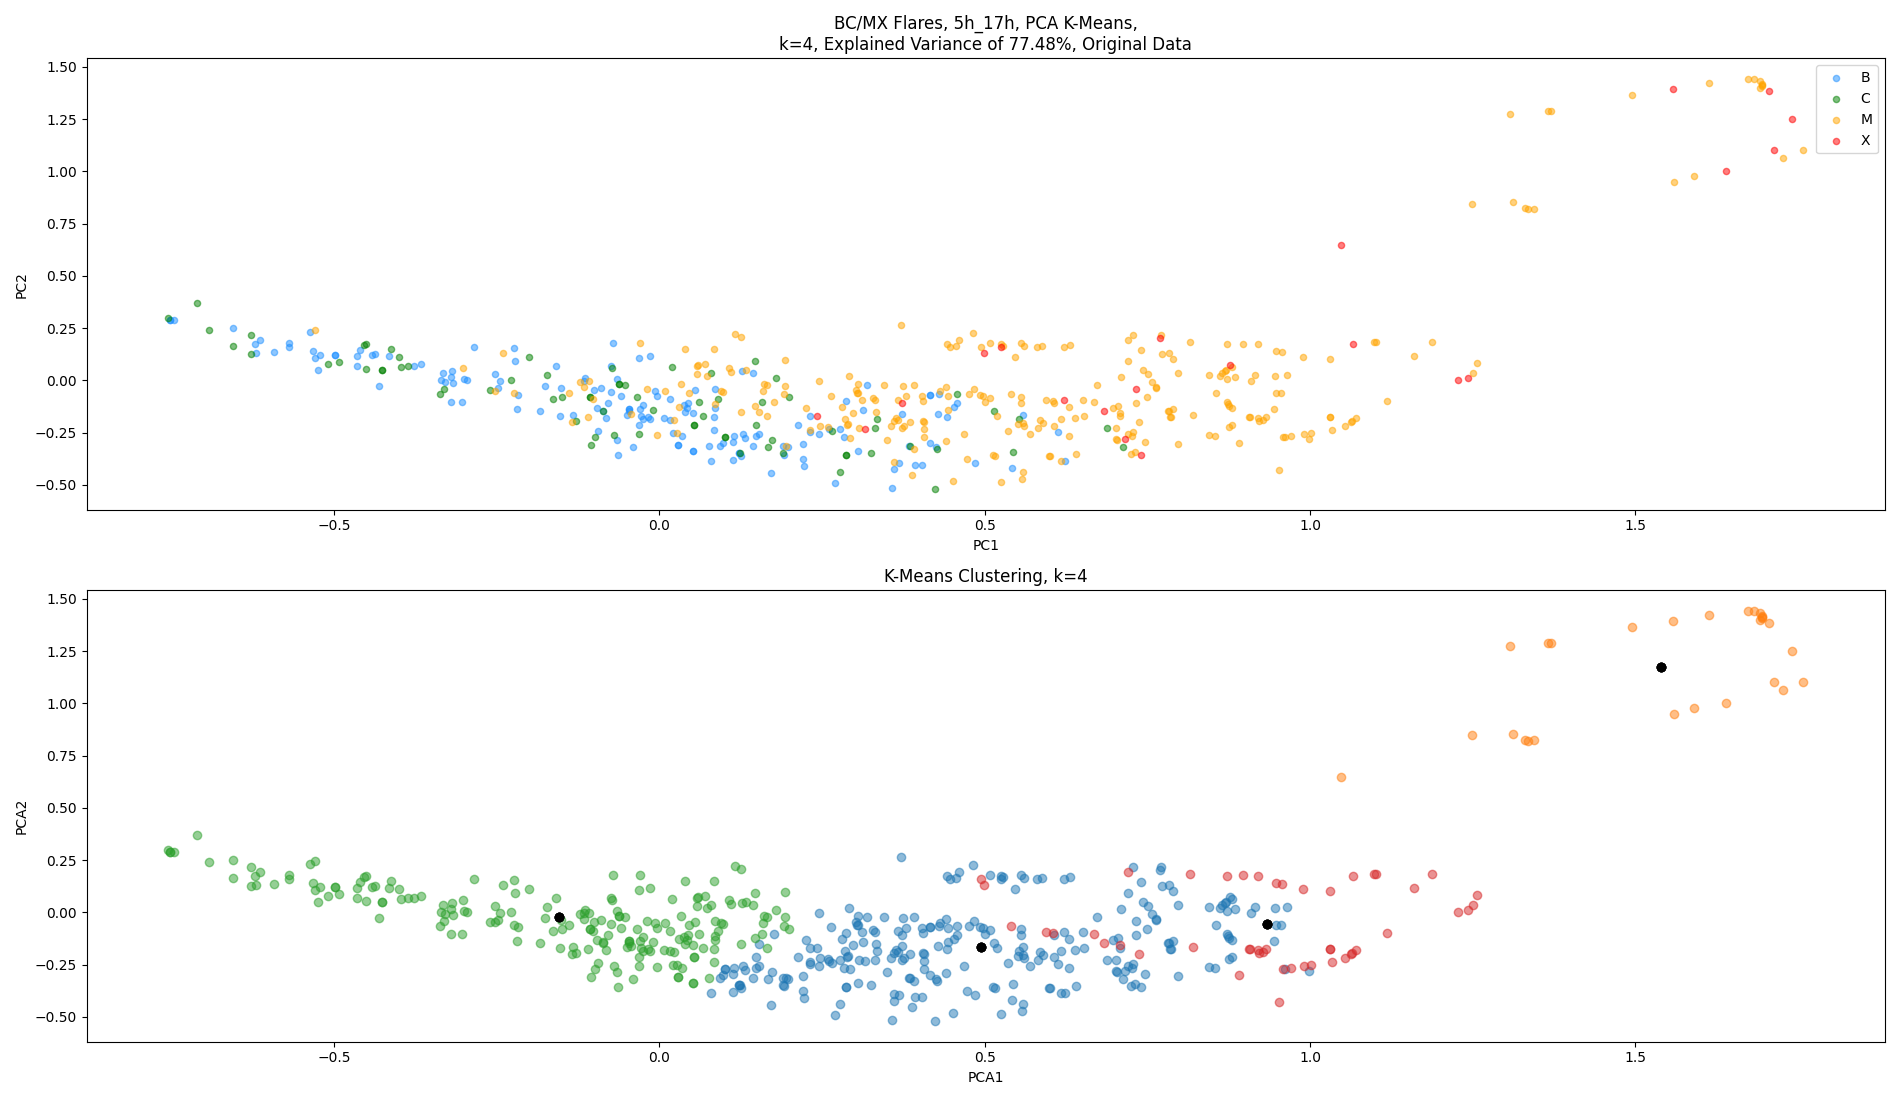 BC/MX Flares, 5h_17h, PCA K-Means,
k=4, Explained Variance of 77.48%, Original Data
1.50
1.25
1.00
0.75
0.50
0.25
0.00
−0.25
−0.50
PC2
B
C
M
X
−0.5
0.0
0.5
1.0
1.5
PC1
K-Means Clustering, k=4
1.50
1.25
1.00
0.75
0.50
0.25
0.00
−0.25
−0.50
PCA2
−0.5
0.0
0.5
1.0
1.5
PCA1